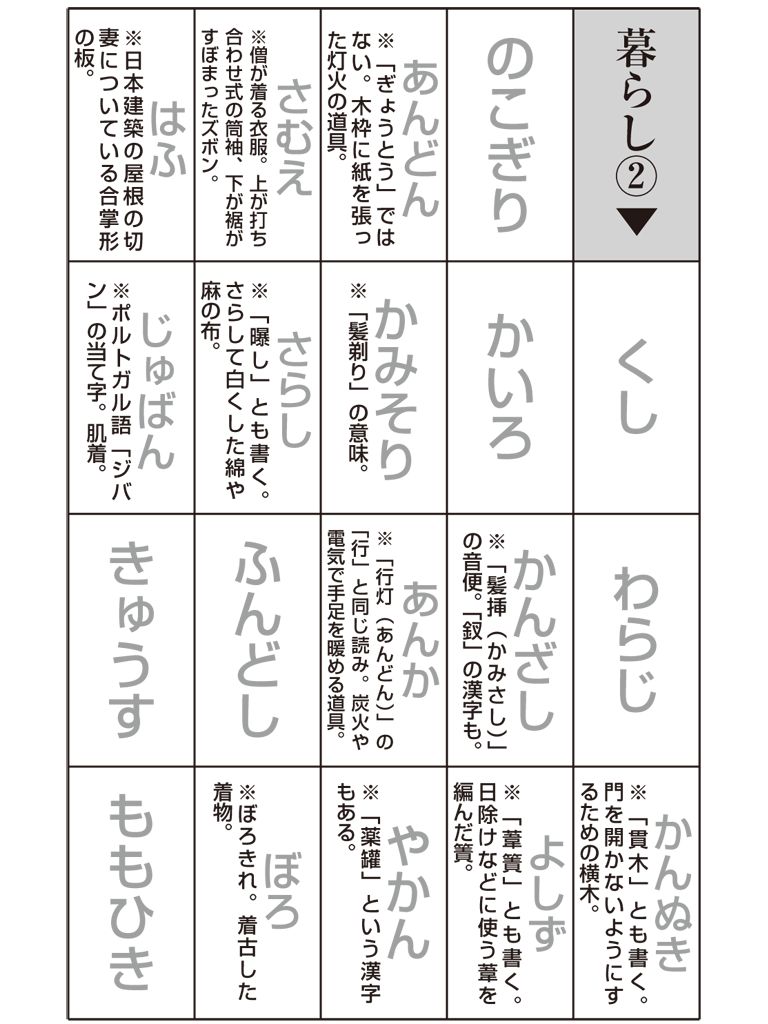 暮らし②▼
くし
わらじ
かんぬき
※「貫木」とも書く。
門を開かないようにす
るための横木。
のこぎり
かいろ
かんざし
※「髪挿（かみさし）」
の音便。「釵」の漢字も。
よしず
※「葦簀」とも書く。
日除けなどに使う葦を
編んだ簀。
あんどん
※「ぎょうとう」では
ない。木枠に紙を張っ
た灯火の道具。
かみそり
※「髪剃り」の意味。
あんか
※「行灯（あんどん）」の
「行」と同じ読み。炭火や
電気で手足を暖める道具。
やかん
※「薬罐」という漢字
もある。
さむえ
※僧が着る衣服。上が打ち
合わせ式の筒袖、下が裾が
すぼまったズボン。
さらし
※「曝し」とも書く。
さらして白くした綿や
麻の布。
ふんどし
ぼろ
※ぼろきれ。着古した
着物。
はふ
※日本建築の屋根の切
妻についている合掌形
の板。
じゅばん
※ポルトガル語「ジバ
ン」の当て字。肌着。
きゅうす
ももひき